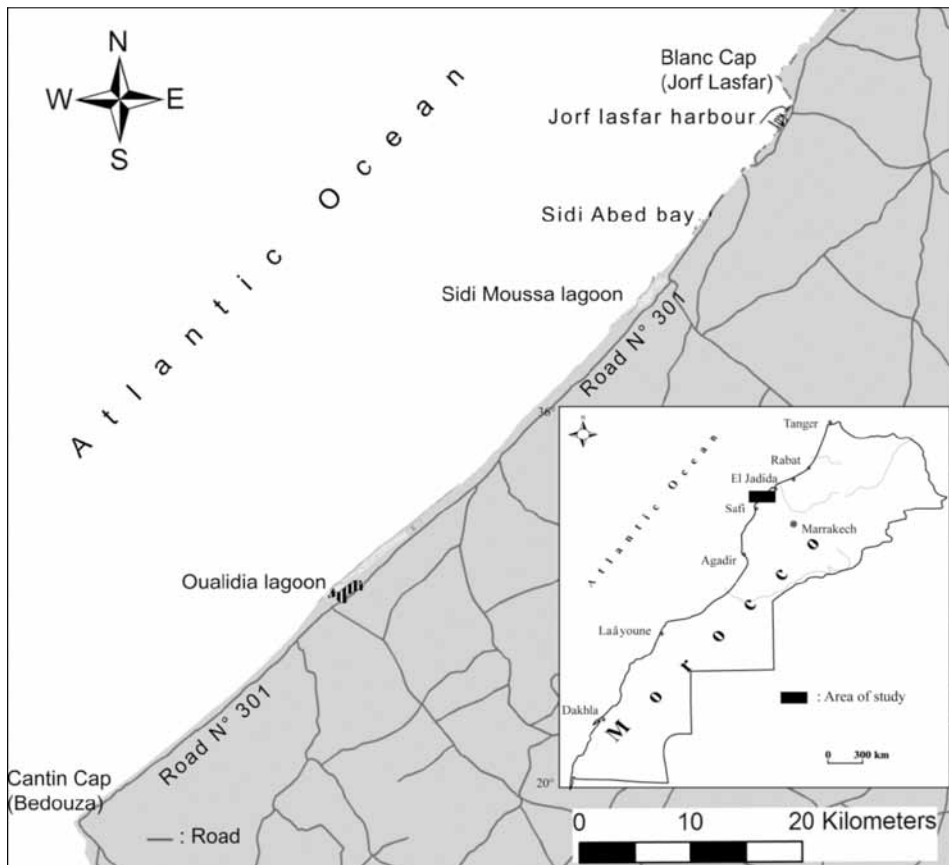 N
W E
S
Atlantic Ocean
Blanc Cap
(Jorf Lasfar)
Jorf lasfar harbour
Sidi Abed bay
Sidi Moussa lagoon
Road N° 301
Oualidia lagoon
Road N° 301
Cantin Cap
(Bedouza)
— : Road
36°
N
Tanger
Rabat
El Jadida
Safi
Marrakech
Atlantic Ocean
Agadir
Morocco
Laâyoune
: Area of study
Dakhla
0 300 km
20°
0 10 20 Kilometers